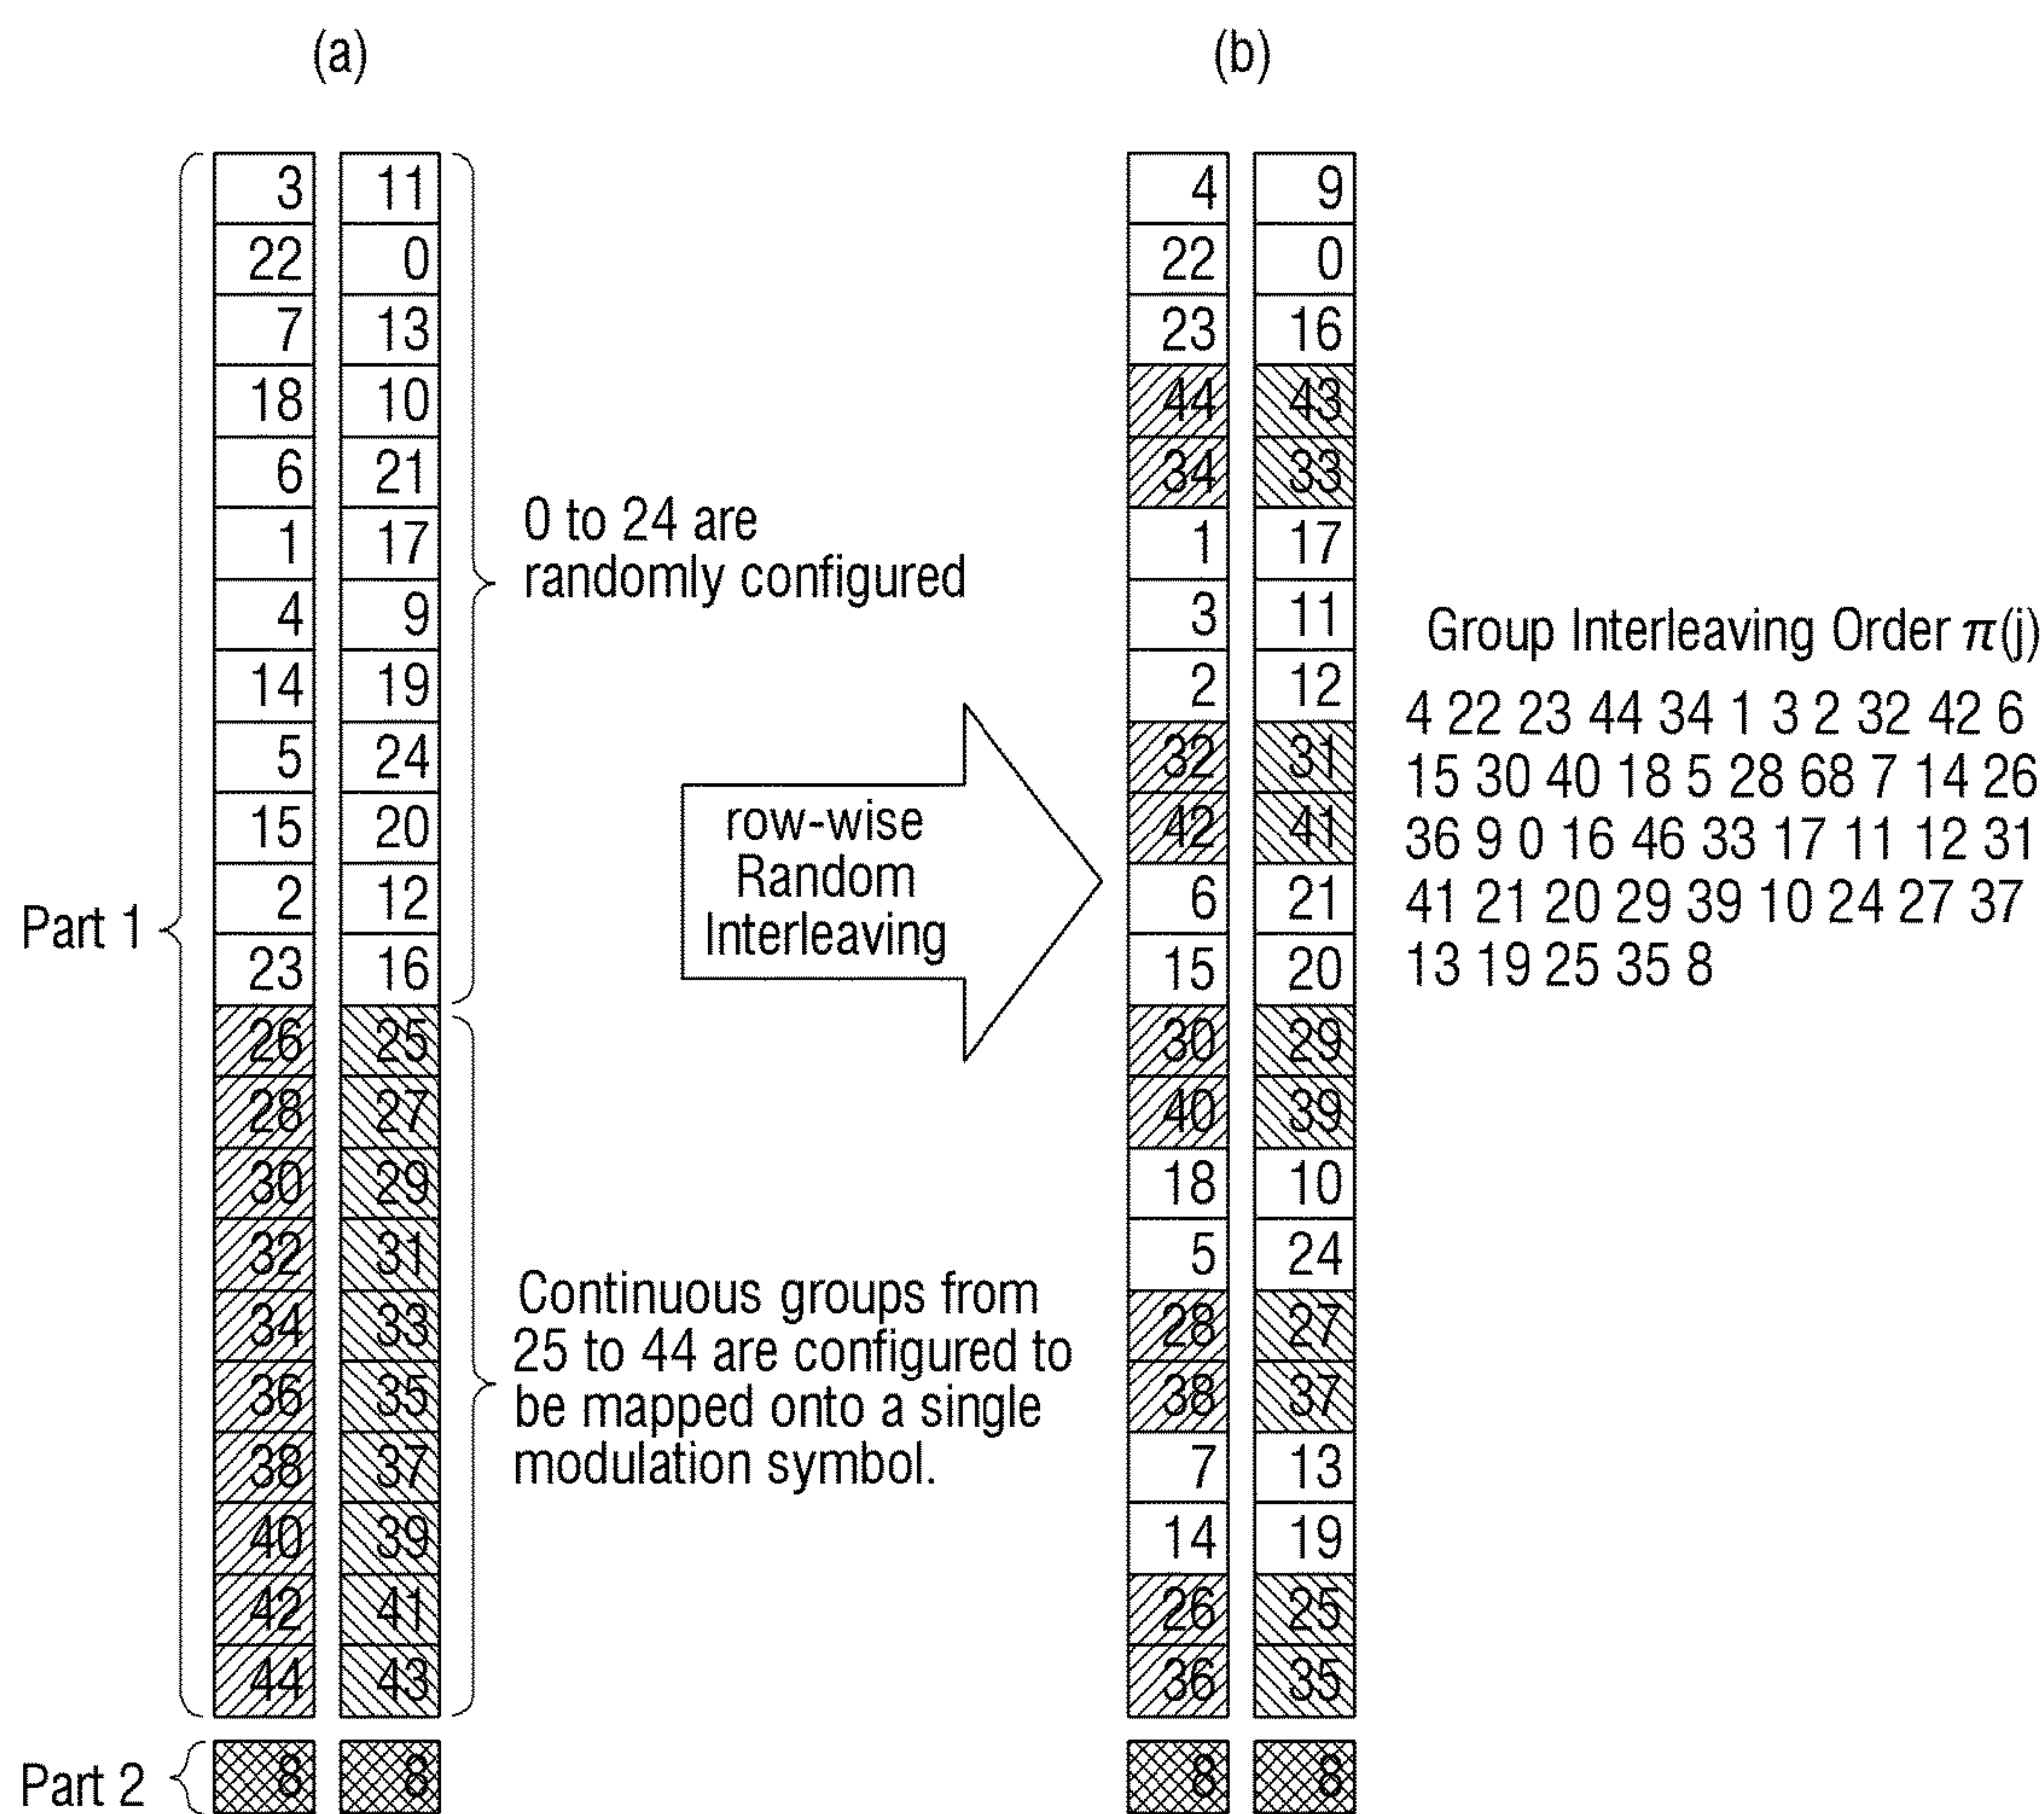 (a)
(b)
3 11
22 0
7 13
18 10
6 21
1 17
4 9
14 19
5 24
15 20
2 12
23 16
26 25
28 27
30 29
32 31
34 33
36 35
38 37
40 39
42 41
44 43
8 8
Part 1
Part 2
0 to 24 are
randomly configured
Continuous groups from
25 to 44 are configured to
be mapped onto a single
modulation symbol.
row-wise
Random
Interleaving
4 9
22 0
23 16
44 43
34 33
1 17
3 11
2 12
32 31
42 41
6 21
15 20
30 29
40 39
18 10
5 24
28 27
38 37
7 13
14 19
26 25
36 35
8 8
Group Interleaving Order π(j)
4 22 23 44 34 1 3 2 32 42 6
15 30 40 18 5 28 68 7 14 26
36 9 0 16 46 33 17 11 12 31
41 21 20 29 39 10 24 27 37
13 19 25 35 8